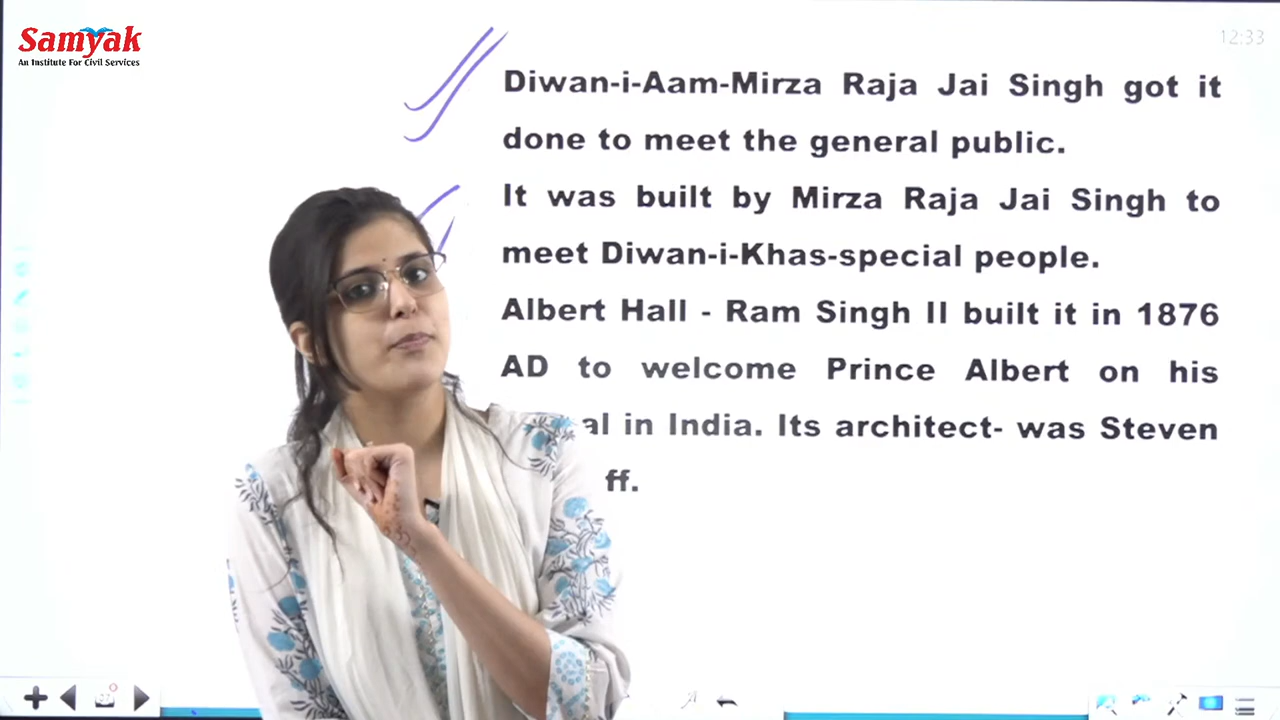 Samyak
An Institute For Civil Services
12:33
Diwan-i-Aam-Mirza Raja Jai Singh got it
done to meet the general public.
It was built by Mirza Raja Jai Singh to
meet Diwan-i-Khas-special people.
Albert Hall - Ram Singh II built it in 1876
AD to welcome Prince Albert on his
al in India. Its architect- was Steven
ff.